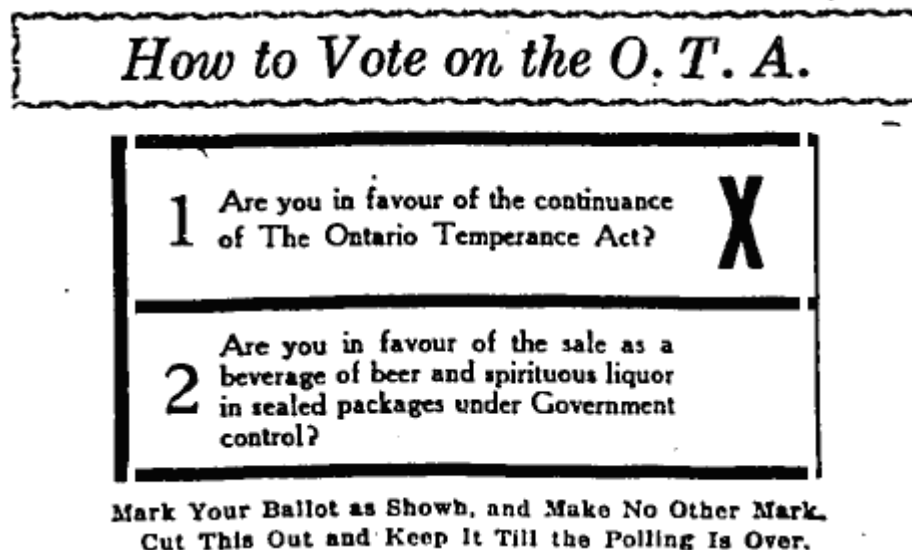 How to Vote on the O. T. A.
1 Are you in favour of the continuance
of The Ontario Temperance Act?
X
2 Are you in favour of the sale as a
beverage of beer and spirituous liquor
in sealed packages under Government
control?
Mark Your Ballot as Shown, and Make No Other Mark.
Cut This Out and Keep It Till the Polling Is Over.